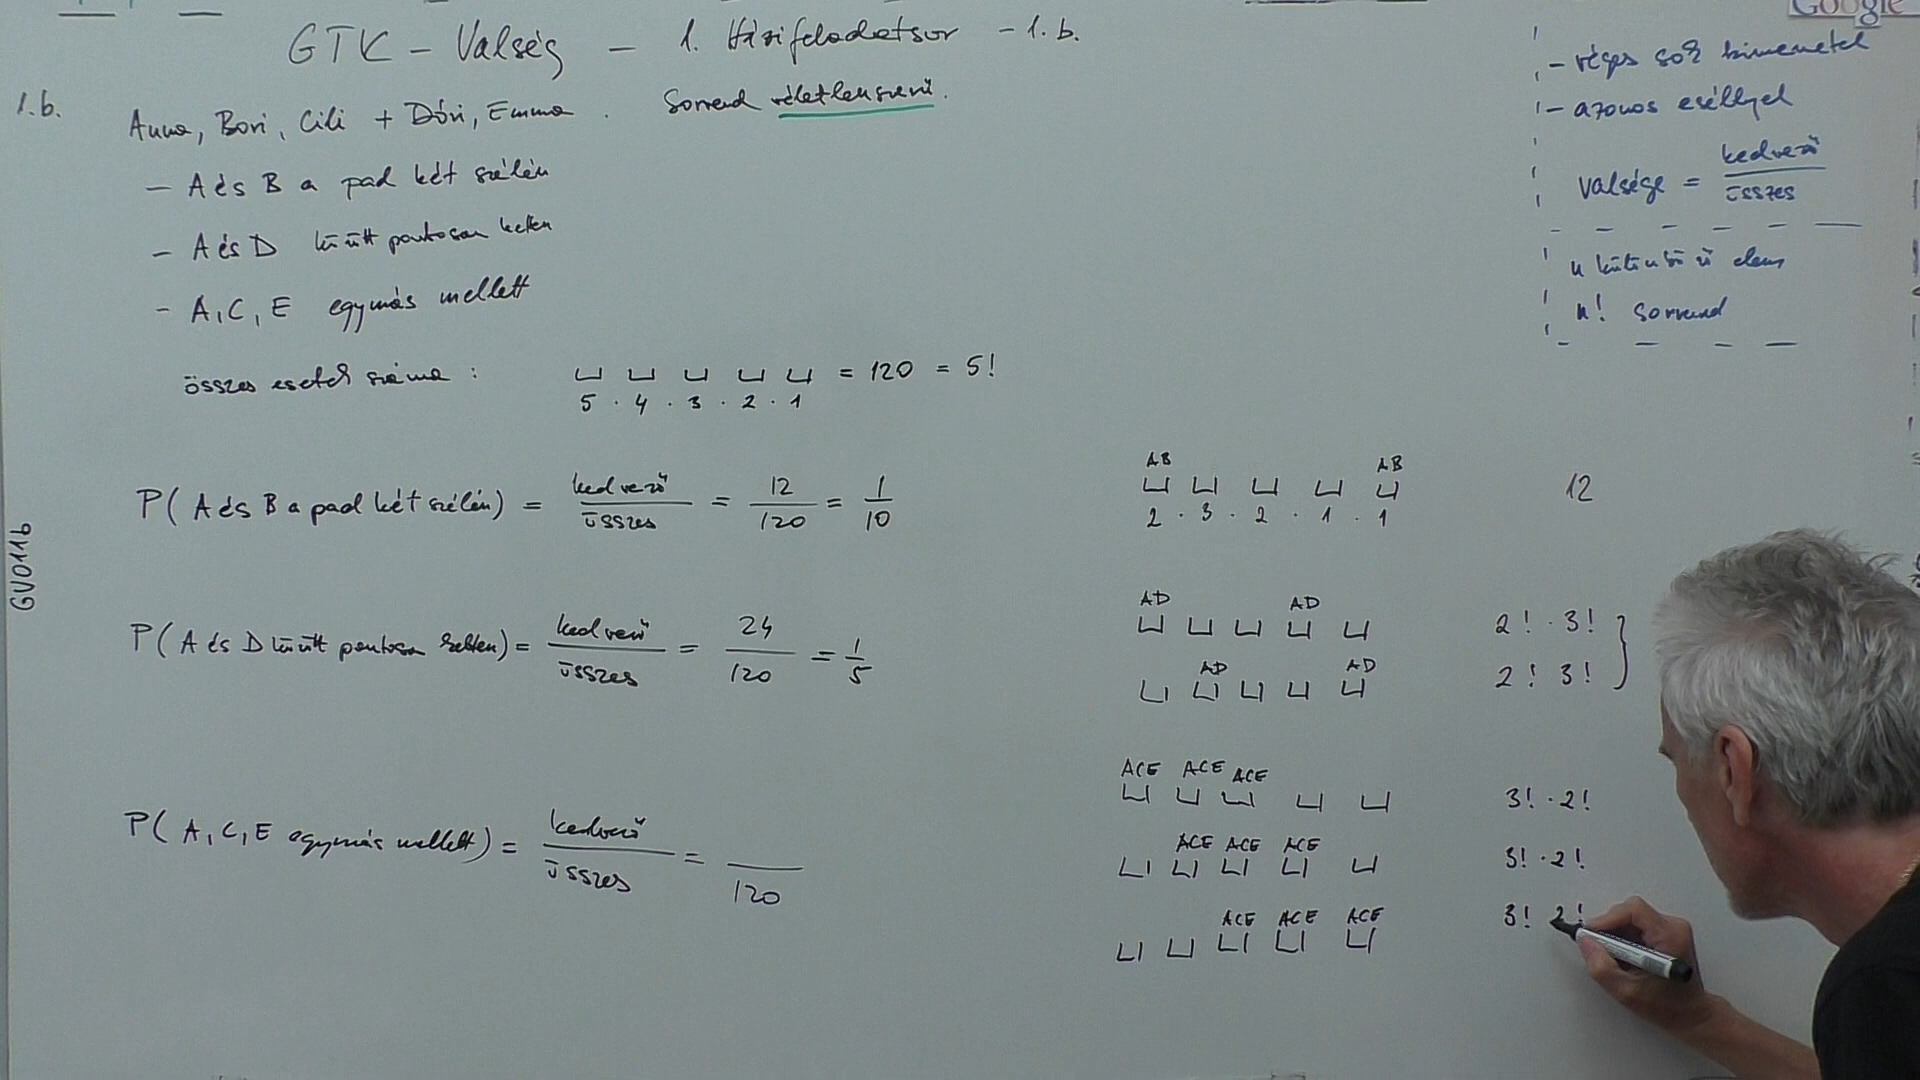 GTK – Valség – 1. Házifeladatsor – 1.b.
1.b.
Anna, Bori, Cili + Dóri, Emma. Sorrend véletlenszerű.
– A és B a pad két szélén
– A és D között pontosan ketten
– A, C, E egymás mellett
összes esetek száma : ⊔ ⊔ ⊔ ⊔ ⊔ = 120 = 5!
5 · 4 · 3 · 2 · 1
P( A és B a pad két szélén) = kedvező / összes = 12 / 120 = 1 / 10
P( A és D között pontosan ketten) = kedvező / összes = 24 / 120 = 1 / 5
P( A, C, E egymás mellett) = kedvező / összes = / 120
– véges sok kimenetel
– azonos eséllyel
valsége = kedvező / összes
n különböző elem
n! sorrend
AB AB
⊔ ⊔ ⊔ ⊔ ⊔ 12
2 · 3 · 2 · 1 · 1
AD AD
⊔ ⊔ ⊔ ⊔ ⊔ 2! · 3! }
AD AD
⊔ ⊔ ⊔ ⊔ ⊔ 2! 3!
ACE ACE ACE
⊔ ⊔ ⊔ ⊔ ⊔ 3! · 2!
ACE ACE ACE
⊔ ⊔ ⊔ ⊔ ⊔ 3! · 2!
ACE ACE ACE
⊔ ⊔ ⊔ ⊔ ⊔ 3! 2!
GV011b
Google